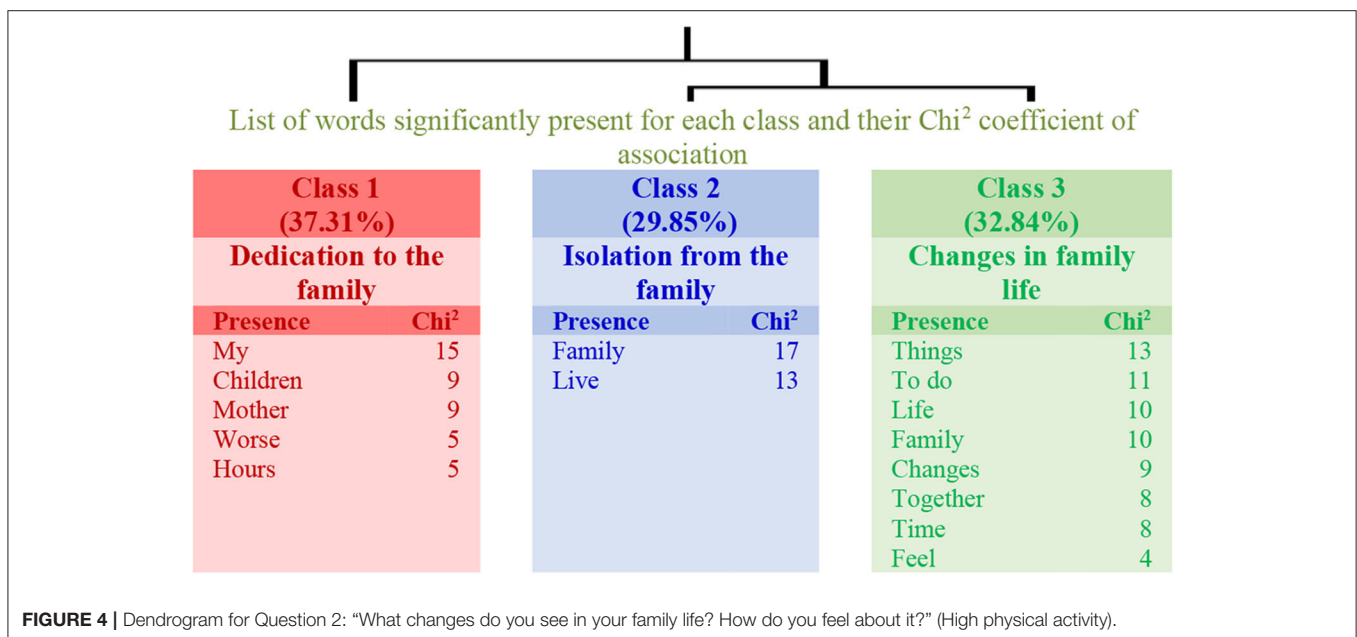 List of words significantly present for each class and their Chi² coefficient of
association
Class 1
(37.31%)
Dedication to the
family
Presence Chi²
My 15
Children 9
Mother 9
Worse 5
Hours 5
Class 2
(29.85%)
Isolation from the
family
Presence Chi²
Family 17
Live 13
Class 3
(32.84%)
Changes in family
life
Presence Chi²
Things 13
To do 11
Life 10
Family 10
Changes 9
Together 8
Time 8
Feel 4
FIGURE 4 | Dendrogram for Question 2: “What changes do you see in your family life? How do you feel about it?” (High physical activity).